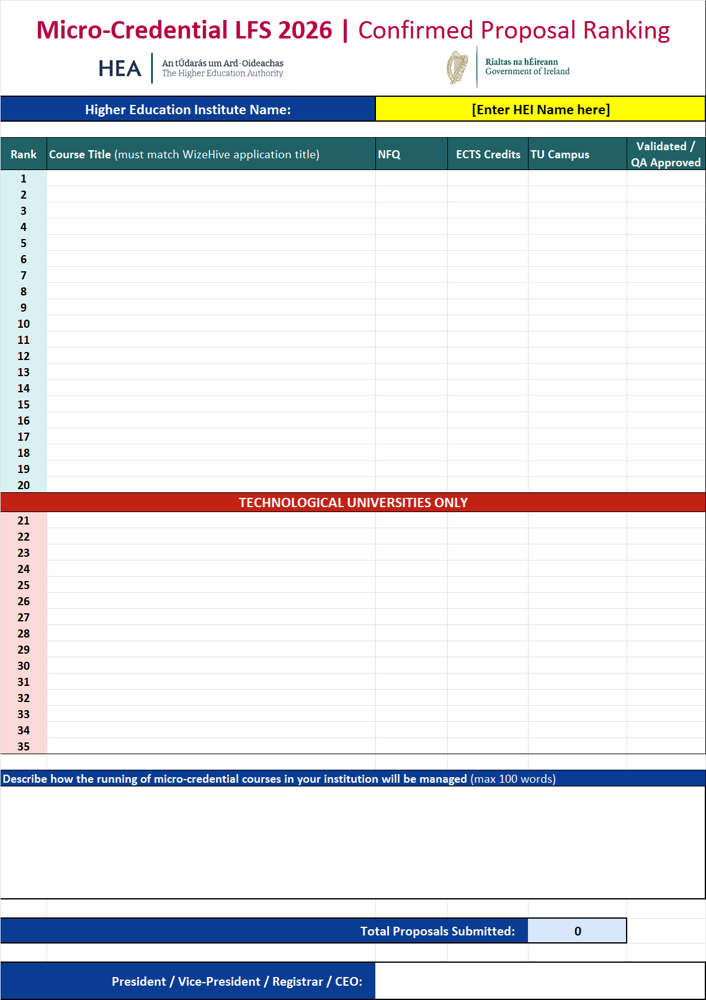 Micro-Credential LFS 2026 | Confirmed Proposal Ranking
HEA
An tÚdarás um Ard-Oideachas
The Higher Education Authority
Rialtas na hÉireann
Government of Ireland
Higher Education Institute Name: [Enter HEI Name here]
Rank Course Title (must match WizeHive application title) NFQ ECTS Credits TU Campus Validated / QA Approved
1
2
3
4
5
6
7
8
9
10
11
12
13
14
15
16
17
18
19
20
TECHNOLOGICAL UNIVERSITIES ONLY
21
22
23
24
25
26
27
28
29
30
31
32
33
34
35
Describe how the running of micro-credential courses in your institution will be managed (max 100 words)
Total Proposals Submitted: 0
President / Vice-President / Registrar / CEO: